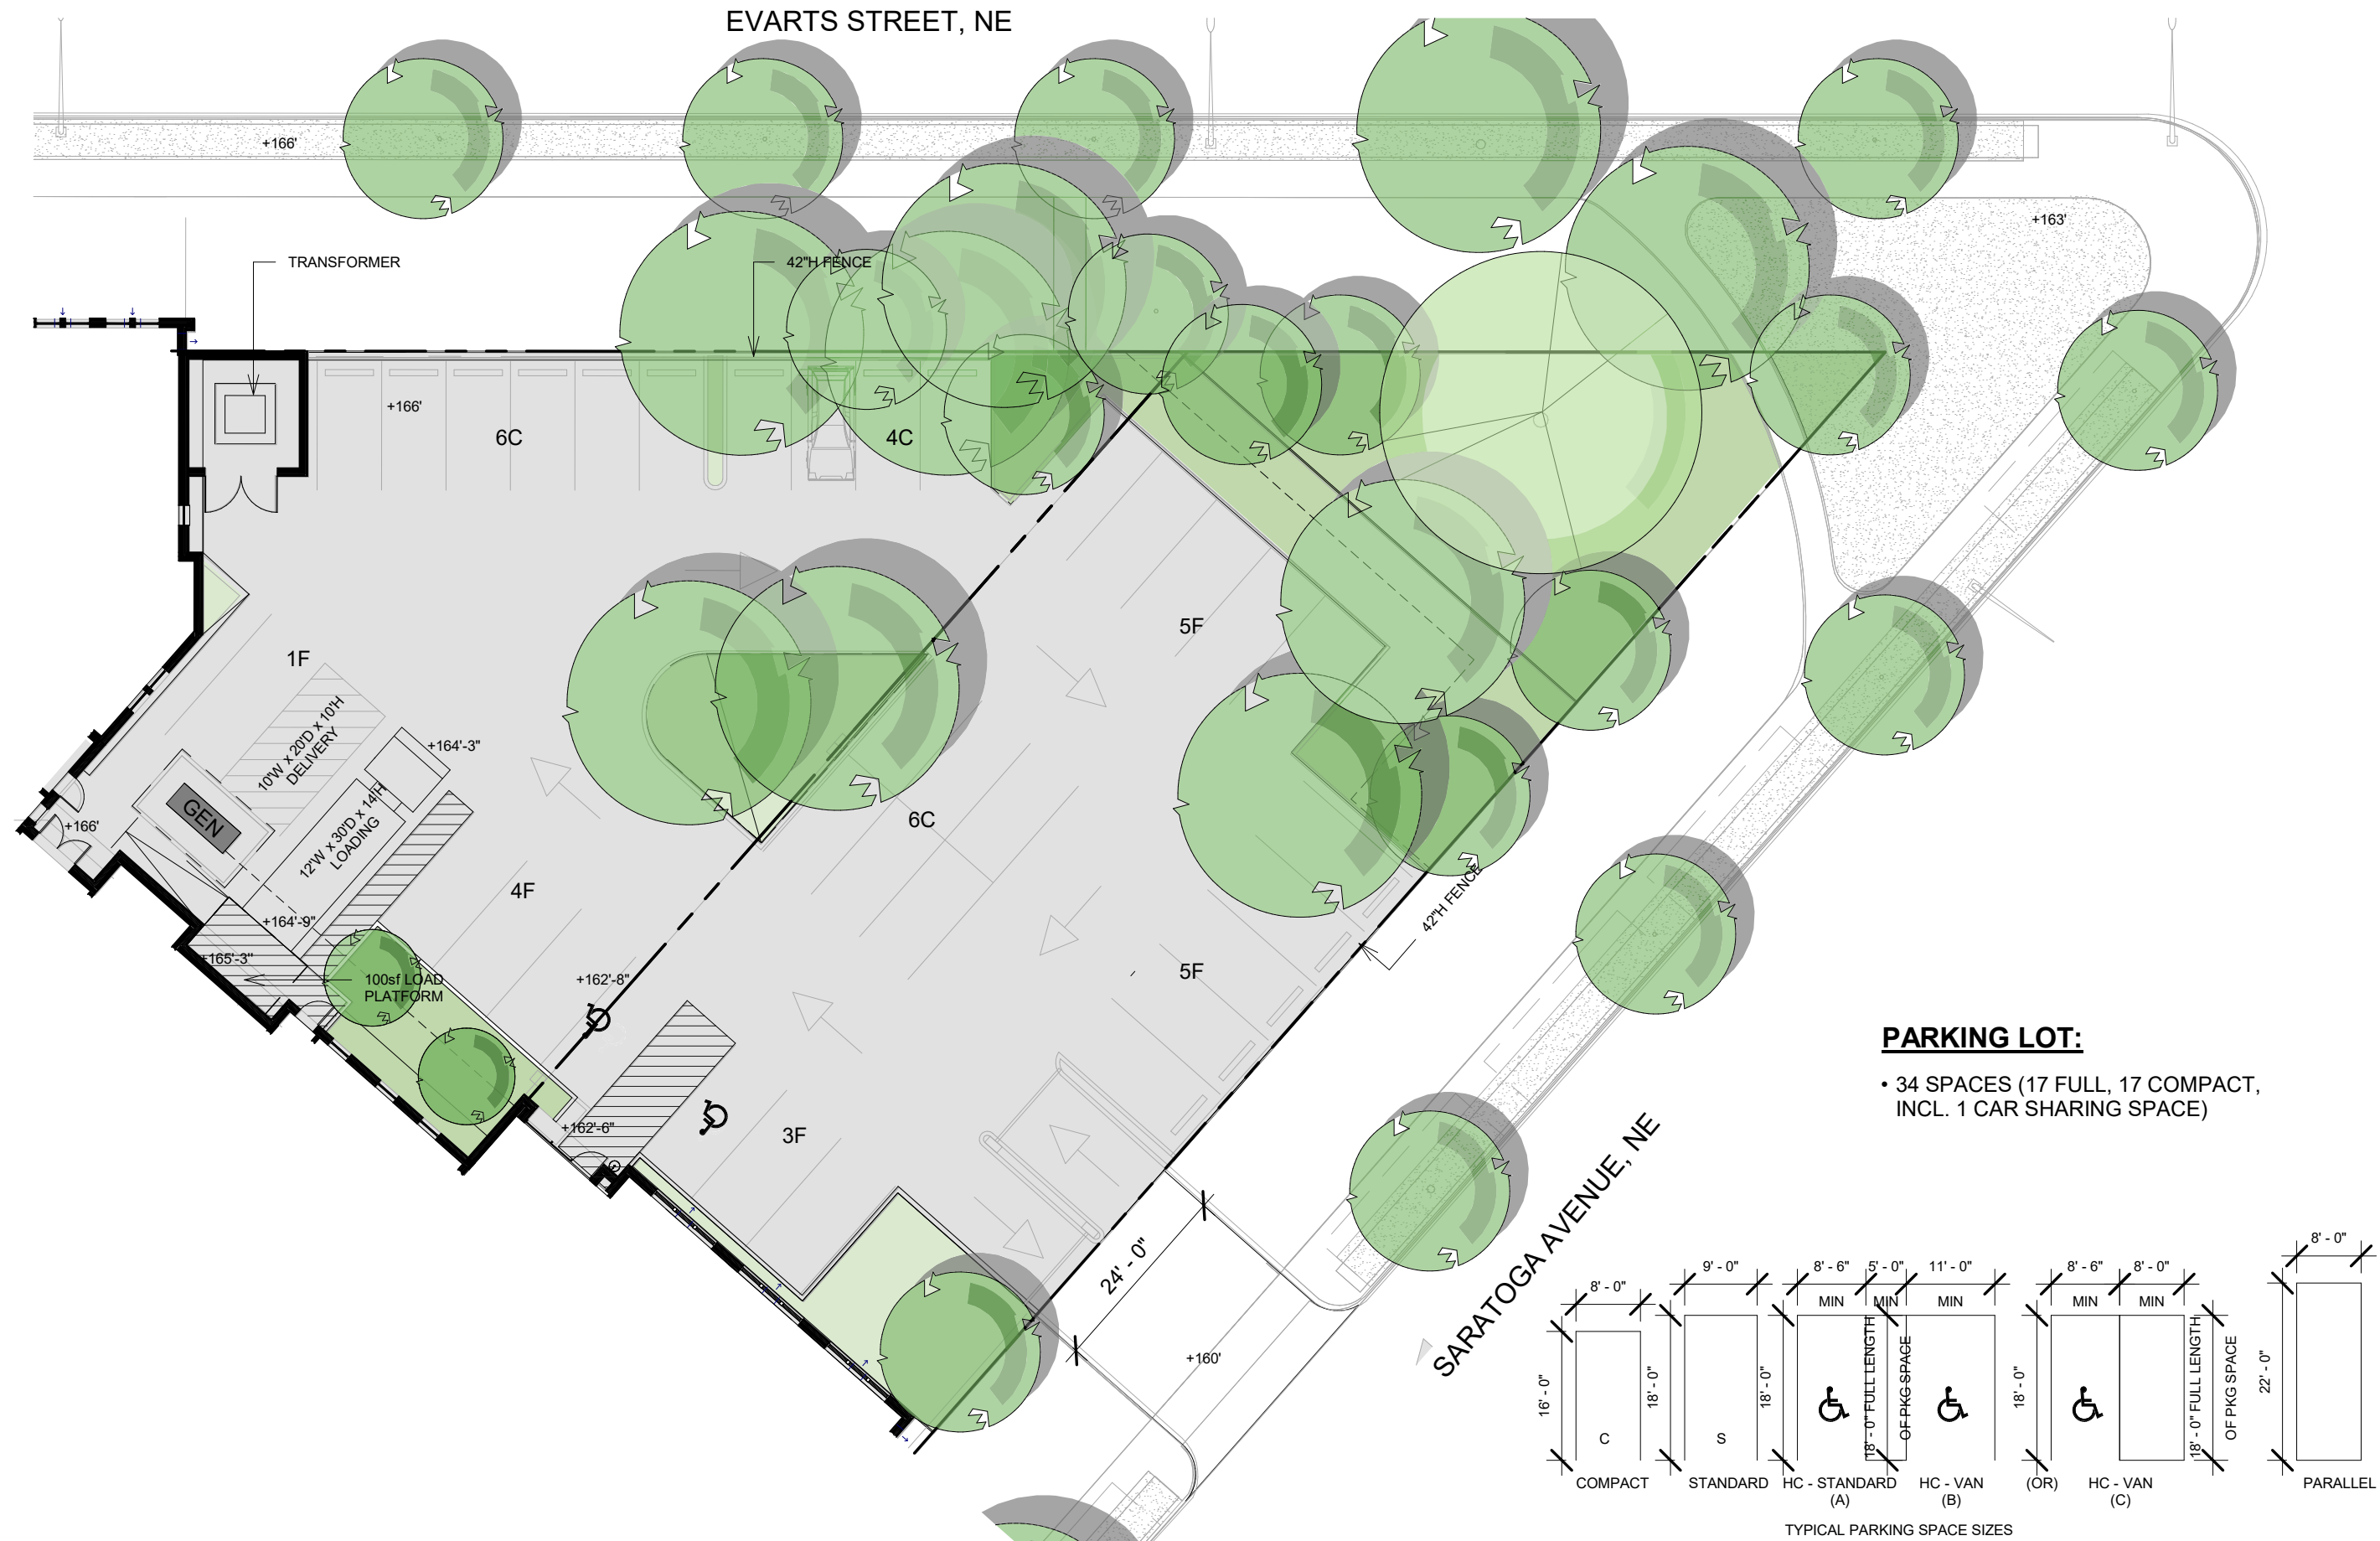 EVARTS STREET, NE
+166'
+163'
TRANSFORMER
42"H FENCE
+166'
6C
4C
5F
1F
10'W x 20'D x 10'H
DELIVERY
+164'-3"
GEN
+166'
12'W x 30'D x 14'H
LOADING
6C
4F
42"H FENCE
+164'-9"
+165'-3"
100sf LOAD
PLATFORM
+162'-8"
5F
+162'-6"
3F
PARKING LOT:
• 34 SPACES (17 FULL, 17 COMPACT,
INCL. 1 CAR SHARING SPACE)
SARATOGA AVENUE, NE
24' - 0"
+160'
8' - 0"
16' - 0"
C
COMPACT
9' - 0"
18' - 0"
S
STANDARD
8' - 6"
MIN
5' - 0"
MIN
11' - 0"
MIN
18' - 0"
18' - 0" FULL LENGTH
OF PKG SPACE
HC - STANDARD
(A)
HC - VAN
(B)
(OR)
8' - 6"
MIN
8' - 0"
MIN
18' - 0"
18' - 0" FULL LENGTH
OF PKG SPACE
HC - VAN
(C)
8' - 0"
22' - 0"
PARALLEL
TYPICAL PARKING SPACE SIZES